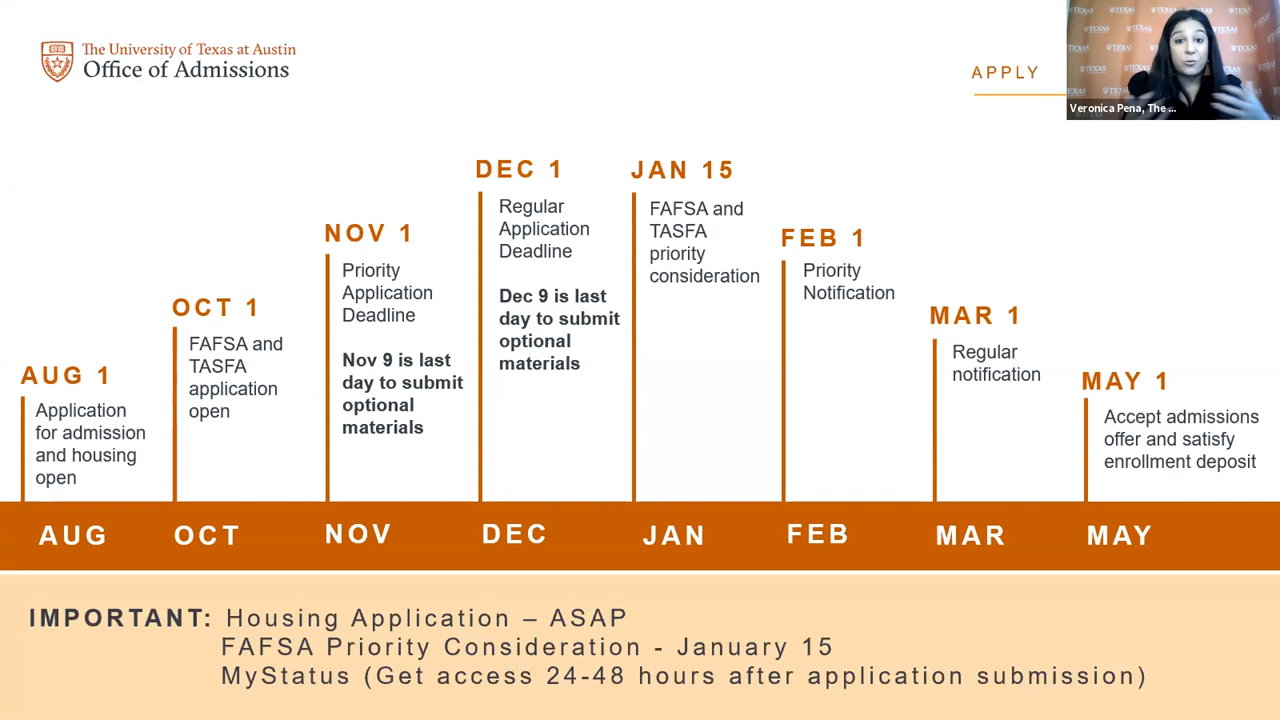 The University of Texas at Austin
Office of Admissions
APPLY
Veronica Pena, The ...
AUG 1
Application
for admission
and housing
open
OCT 1
FAFSA and
TASFA
application
open
NOV 1
Priority
Application
Deadline
Nov 9 is last
day to submit
optional
materials
DEC 1
Regular
Application
Deadline
Dec 9 is last
day to submit
optional
materials
JAN 15
FAFSA and
TASFA
priority
consideration
FEB 1
Priority
Notification
MAR 1
Regular
notification
MAY 1
Accept admissions
offer and satisfy
enrollment deposit
AUG OCT NOV DEC JAN FEB MAR MAY
IMPORTANT: Housing Application – ASAP
FAFSA Priority Consideration - January 15
MyStatus (Get access 24-48 hours after application submission)